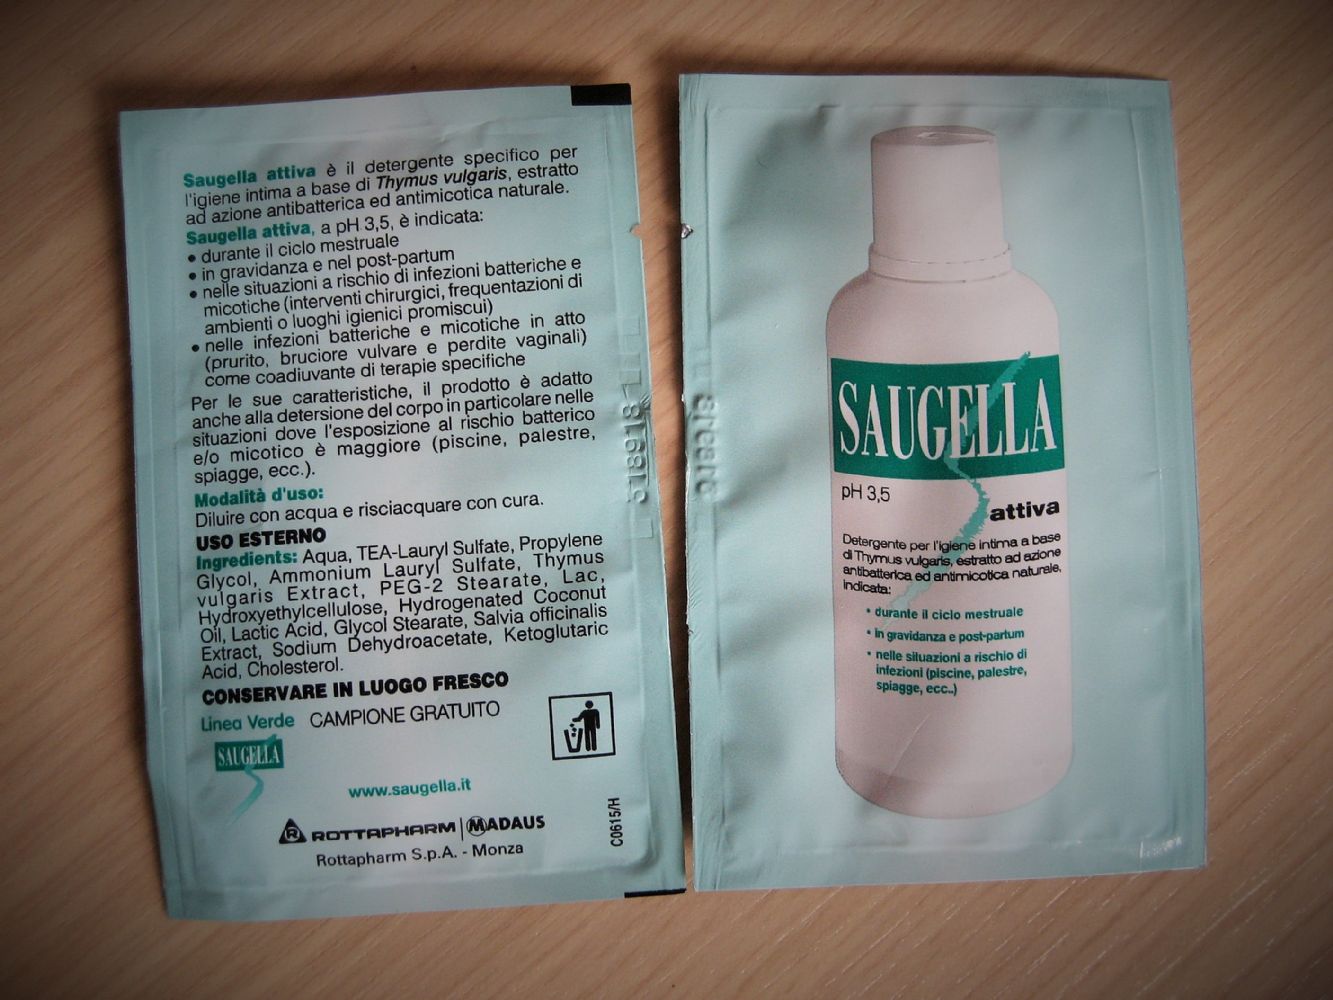 Saugella attiva è il detergente specifico per
l'igiene intima a base di Thymus vulgaris, estratto
ad azione antibatterica ed antimicotica naturale.
Saugella attiva, a pH 3,5, è indicata:
• durante il ciclo mestruale
• in gravidanza e nel post-partum
• nelle situazioni a rischio di infezioni batteriche e
micotiche (interventi chirurgici, frequentazioni di
ambienti o luoghi igienici promiscui)
• nelle infezioni batteriche e micotiche in atto
(prurito, bruciore vulvare e perdite vaginali)
come coadiuvante di terapie specifiche
Per le sue caratteristiche, il prodotto è adatto
anche alla detersione del corpo in particolare nelle
situazioni dove l'esposizione al rischio batterico
e/o micotico è maggiore (piscine, palestre,
spiagge, ecc.).
Modalità d'uso:
Diluire con acqua e risciacquare con cura.
USO ESTERNO
Ingredients: Aqua, TEA-Lauryl Sulfate, Propylene
Glycol, Ammonium Lauryl Sulfate, Thymus
vulgaris Extract, PEG-2 Stearate, Lac,
Hydroxyethylcellulose, Hydrogenated Coconut
Oil, Lactic Acid, Glycol Stearate, Salvia officinalis
Extract, Sodium Dehydroacetate, Ketoglutaric
Acid, Cholesterol.
CONSERVARE IN LUOGO FRESCO
Linea Verde CAMPIONE GRATUITO
SAUGELLA
www.saugella.it
R ROTTAPHARM | MADAUS
Rottapharm S.p.A. - Monza
C0615/H
SAUGELLA
pH 3,5
attiva
Detergente per l'igiene intima a base
di Thymus vulgaris, estratto ad azione
antibatterica ed antimicotica naturale,
indicata:
• durante il ciclo mestruale
• in gravidanza e post-partum
• nelle situazioni a rischio di
infezioni (piscine, palestre,
spiagge, ecc..)